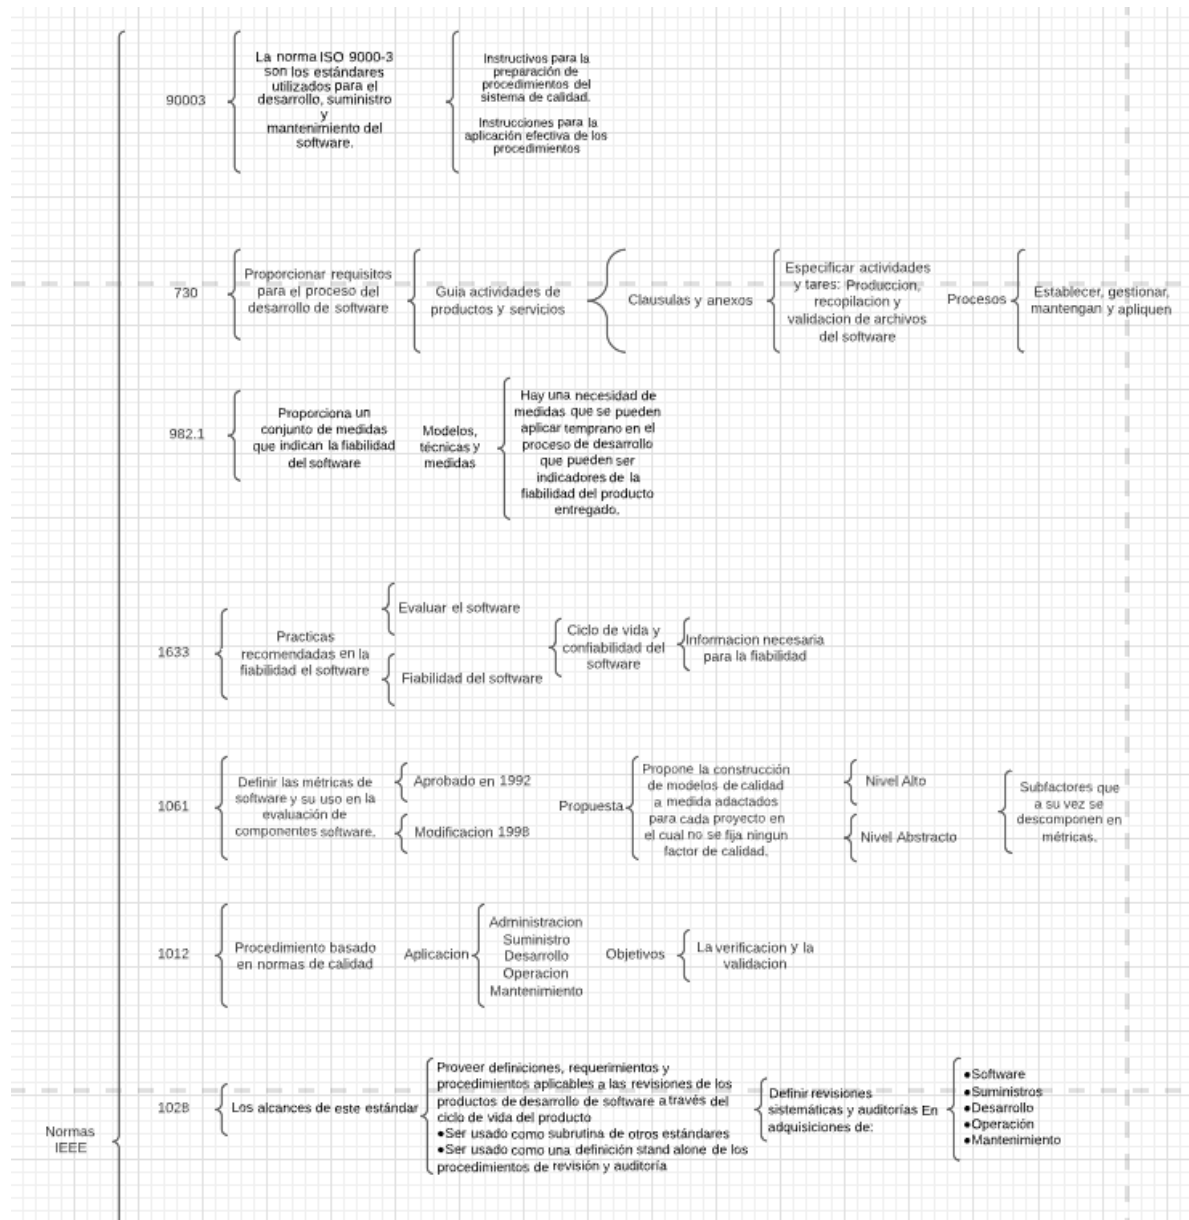 90003
La norma ISO 9000-3
son los estándares
utilizados para el
desarrollo, suministro
y
mantenimiento del
software.
Instructivos para la
preparación de
procedimientos del
sistema de calidad.
Instrucciones para la
aplicación efectiva de los
procedimientos
730
Proporcionar requisitos
para el proceso del
desarrollo de software
Guia actividades de
productos y servicios
Clausulas y anexos
Especificar actividades
y tares: Produccion,
recopilacion y
validacion de archivos
del software
Procesos
Establecer, gestionar,
mantengan y apliquen
982.1
Proporciona un
conjunto de medidas
que indican la fiabilidad
del software
Modelos,
técnicas y
medidas
Hay una necesidad de
medidas que se pueden
aplicar temprano en el
proceso de desarrollo
que pueden ser
indicadores de la
fiabilidad del producto
entregado.
1633
Practicas
recomendadas en la
fiabilidad el software
Evaluar el software
Fiabilidad del software
Ciclo de vida y
confiabilidad del
software
Informacion necesaria
para la fiabilidad
1061
Definir las métricas de
software y su uso en la
evaluación de
componentes software.
Aprobado en 1992
Modificacion 1998
Propuesta
Propone la construcción
de modelos de calidad
a medida adaptados
para cada proyecto en
el cual no se fija ningun
factor de calidad.
Nivel Alto
Nivel Abstracto
Subfactores que
a su vez se
descomponen en
métricas.
1012
Procedimiento basado
en normas de calidad
Aplicacion
Administracion
Suministro
Desarrollo
Operacion
Mantenimiento
Objetivos
La verificacion y la
validacion
Normas
IEEE
1028
Los alcances de este estándar
Proveer definiciones, requerimientos y
procedimientos aplicables a las revisiones de los
productos de desarrollo de software a través del
ciclo de vida del producto
●Ser usado como subrutina de otros estándares
●Ser usado como una definición stand alone de los
procedimientos de revisión y auditoría
Definir revisiones
sistemáticas y auditorías En
adquisiciones de:
●Software
●Suministros
●Desarrollo
●Operación
●Mantenimiento